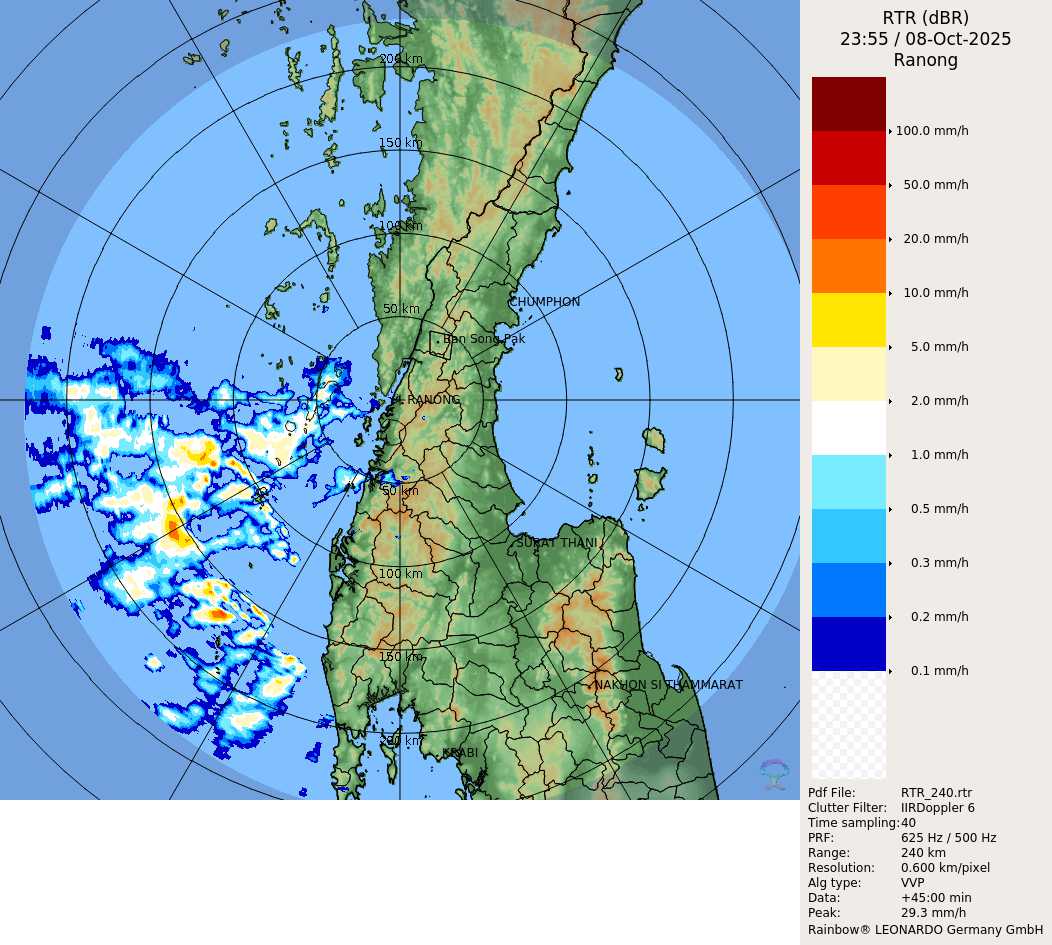 RTR (dBR)
23:55 / 08-Oct-2025
Ranong
200 km
150 km
100 km
50 km
CHUMPHON
Ban Song Pak
RANONG
50 km
SURAT THANI
100 km
150 km
NAKHON SI THAMMARAT
200 km
KRABI
100.0 mm/h
50.0 mm/h
20.0 mm/h
10.0 mm/h
5.0 mm/h
2.0 mm/h
1.0 mm/h
0.5 mm/h
0.3 mm/h
0.2 mm/h
0.1 mm/h
Pdf File: RTR_240.rtr
Clutter Filter: IIRDoppler 6
Time sampling:40
PRF: 625 Hz / 500 Hz
Range: 240 km
Resolution: 0.600 km/pixel
Alg type: VVP
Data: +45:00 min
Peak: 29.3 mm/h
Rainbow® LEONARDO Germany GmbH